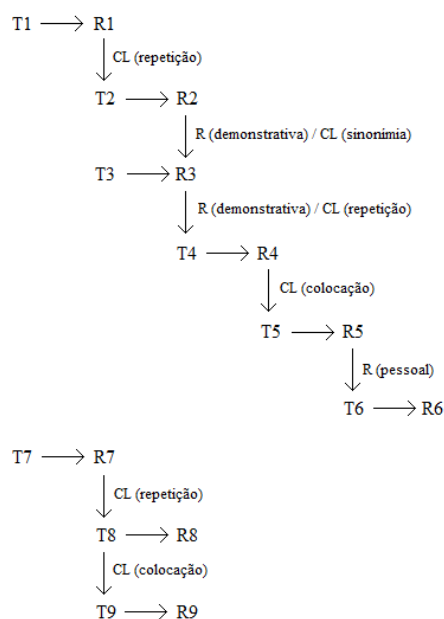 T1 R1
CL (repetição)
T2 R2
R (demonstrativa) / CL (sinonimia)
T3 R3
R (demonstrativa) / CL (repetição)
T4 R4
CL (colocação)
T5 R5
R (pessoal)
T6 R6
T7 R7
CL (repetição)
T8 R8
CL (colocação)
T9 R9